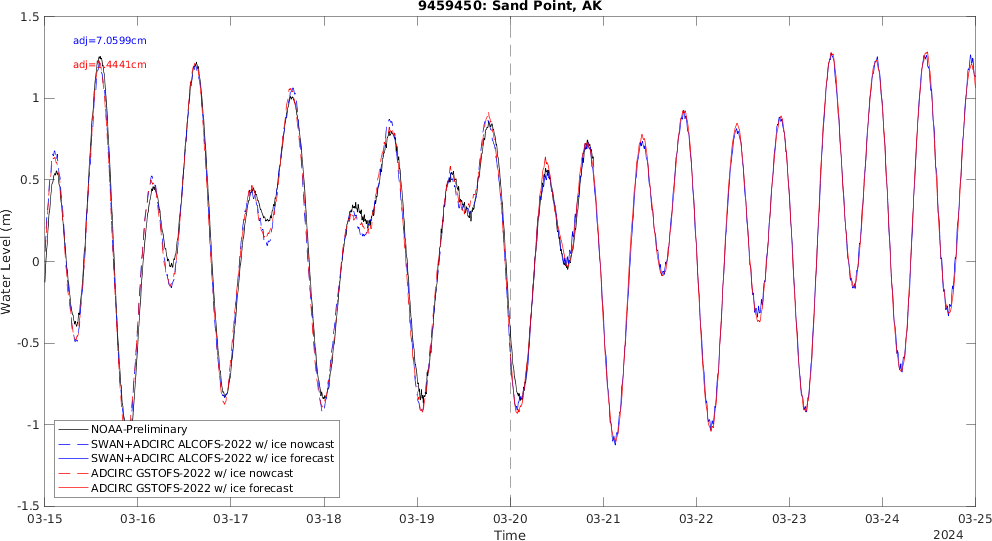 9459450: Sand Point, AK
1.5
adj=7.0599cm
.4441cm
1
0.5
0
-0.5
-1
-1.5
Water Level (m)
NOAA-Preliminary
SWAN+ADCIRC ALCOFS-2022 w/ ice nowcast
SWAN+ADCIRC ALCOFS-2022 w/ ice forecast
ADCIRC GSTOFS-2022 w/ ice nowcast
ADCIRC GSTOFS-2022 w/ ice forecast
03-15 03-16 03-17 03-18 03-19 03-20 03-21 03-22 03-23 03-24 03-25
Time
2024